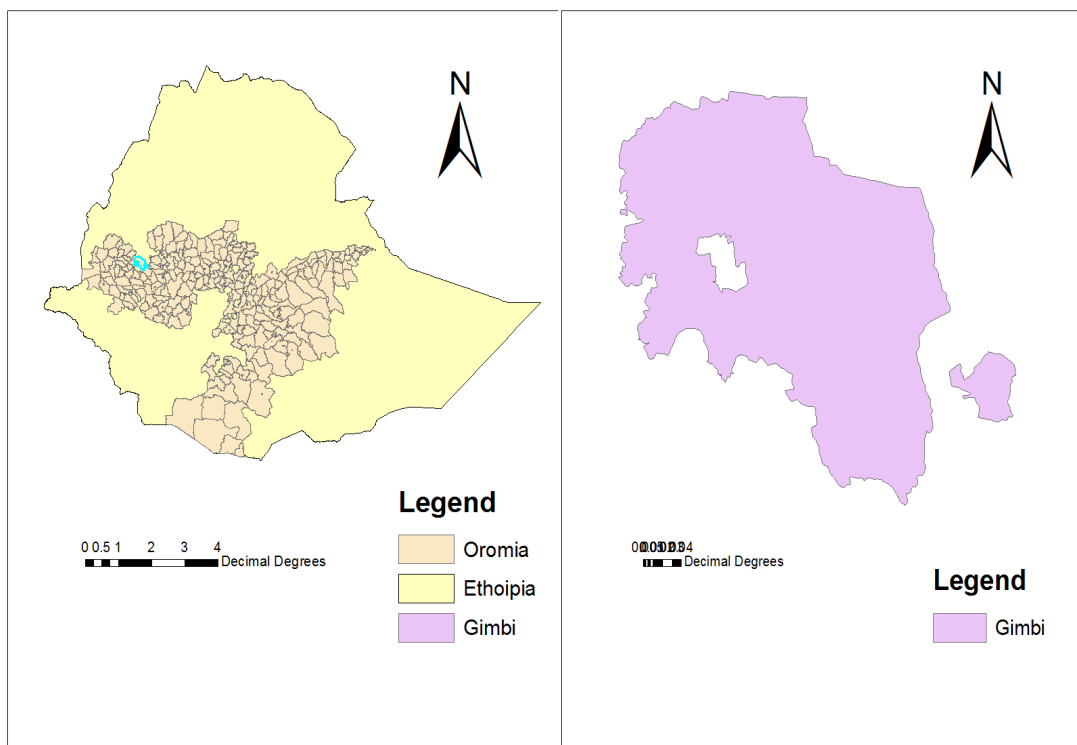 N
Legend
Oromia
Ethoipia
Gimbi
0 0.5 1 2 3 4 Decimal Degrees
N
Decimal Degrees
Legend
Gimbi